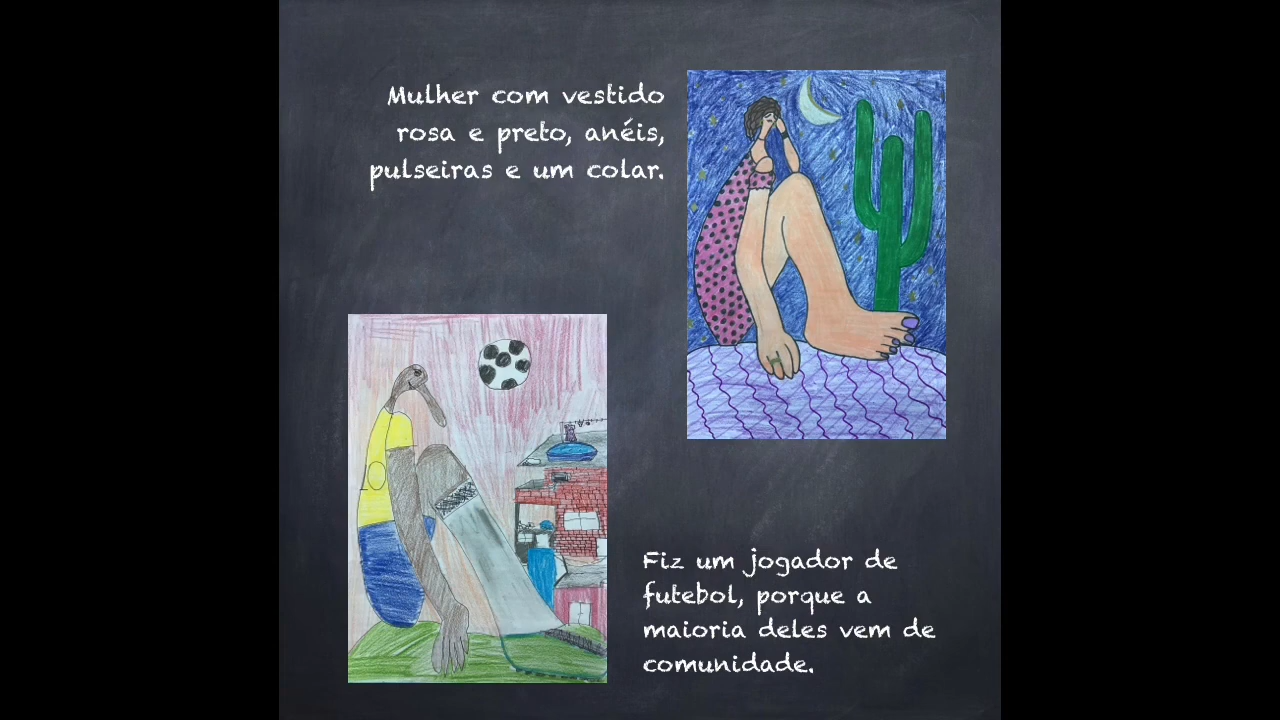 Mulher com vestido
rosa e preto, anéis,
pulseiras e um colar.
10
Fiz um jogador de
futebol, porque a
maioria deles vem de
comunidade.